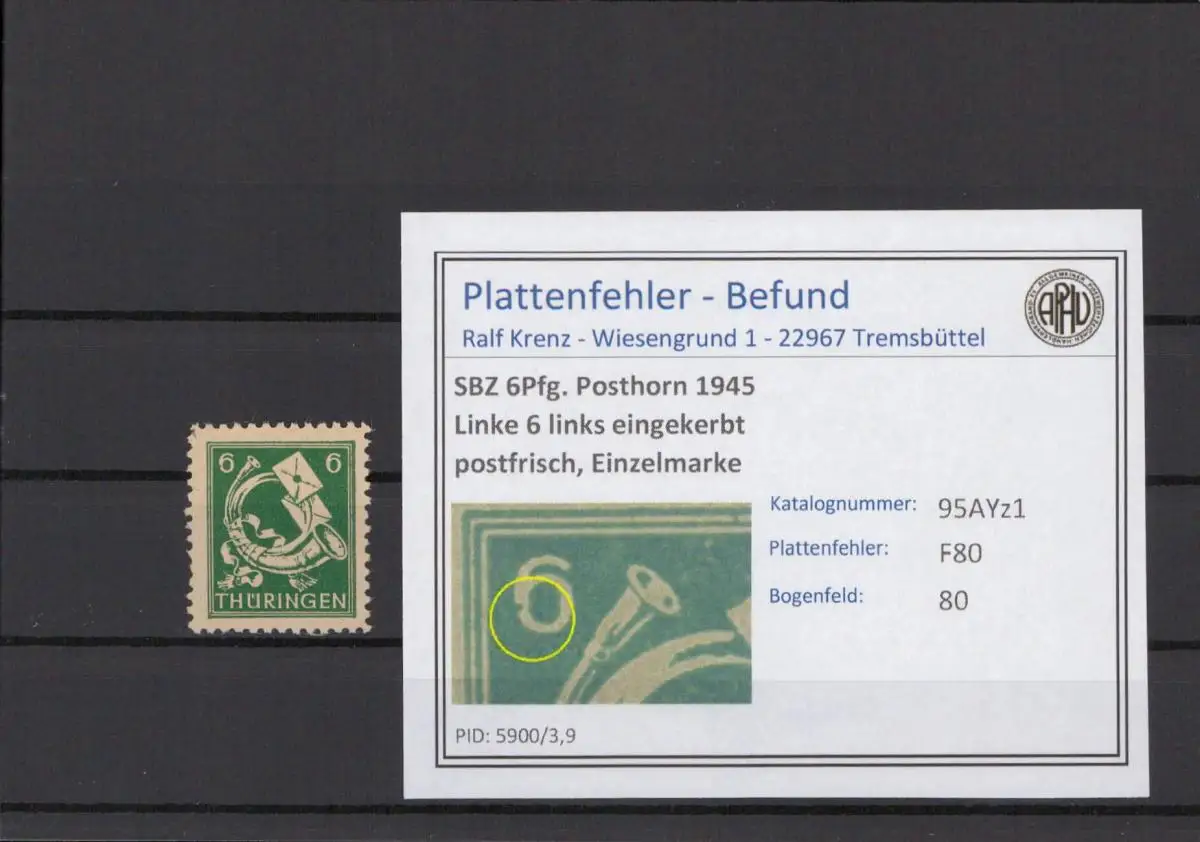 6 6
THÜRINGEN
Plattenfehler - Befund
Ralf Krenz - Wiesengrund 1 - 22967 Tremsbüttel
APHV
SBZ 6Pfg. Posthorn 1945
Linke 6 links eingekerbt
postfrisch, Einzelmarke
6
Katalognummer: 95AYz1
Plattenfehler: F80
Bogenfeld: 80
PID: 5900/3,9